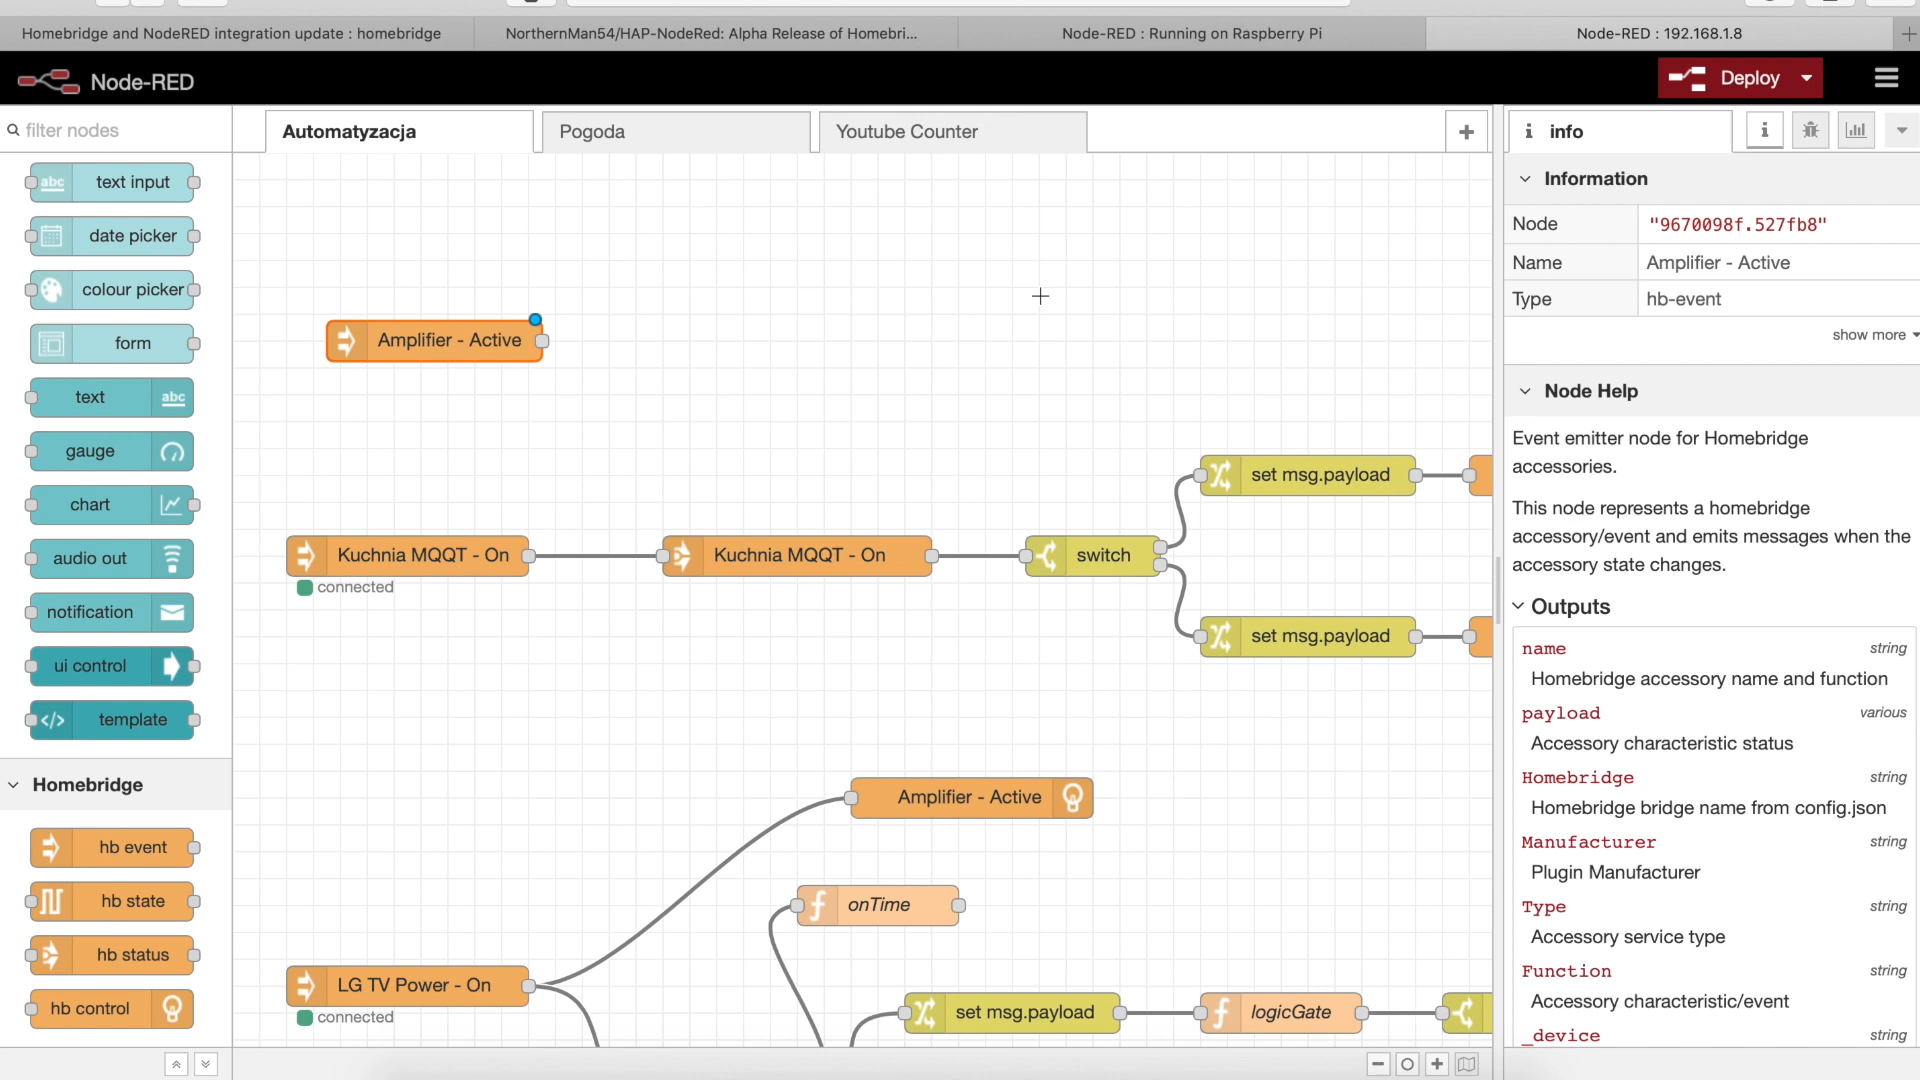 Homebridge and NodeRED integration update : homebridge
NorthernMan54/HAP-NodeRed: Alpha Release of Homebri...
Node-RED : Running on Raspberry Pi
Node-RED : 192.168.1.8
Node-RED
Deploy
filter nodes
Automatyzacja
Pogoda
Youtube Counter
i info
i
abc text input
date picker
colour picker
form
text abc
gauge
chart
audio out
notification
ui control
</> template
Homebridge
hb event
hb state
hb status
hb control
Amplifier - Active
Kuchnia MQQT - On
connected
Kuchnia MQQT - On
switch
set msg.payload
set msg.payload
Amplifier - Active
f onTime
LG TV Power - On
connected
set msg.payload
f logicGate
Information
Node "9670098f.527fb8"
Name Amplifier - Active
Type hb-event
show more
Node Help
Event emitter node for Homebridge
accessories.
This node represents a homebridge
accessory/event and emits messages when the
accessory state changes.
Outputs
name string
Homebridge accessory name and function
payload various
Accessory characteristic status
Homebridge string
Homebridge bridge name from config.json
Manufacturer string
Plugin Manufacturer
Type string
Accessory service type
Function string
Accessory characteristic/event
_device string